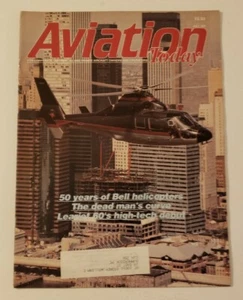 Aviation
Today
50 years of Bell helicopters
The dead man's curve
Learjet 60's high-tech debut